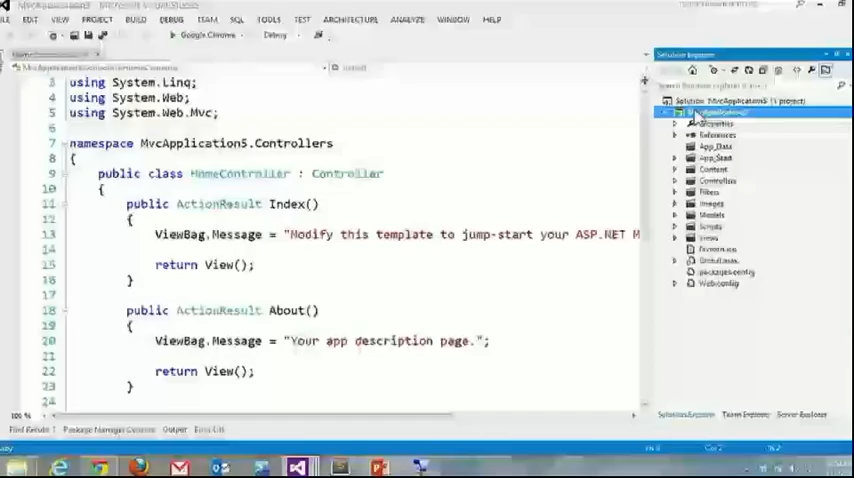 EDIT VIEW PROJECT BUILD DEBUG TEAM SQL TOOLS TEST ARCHITECTURE ANALYZE WINDOW HELP
Google Chrome Debug
Solution Explorer
Solution 'MvcApplication5' (1 project)
Properties
References
App_Data
App_Start
Content
Controllers
Filters
Images
Models
Scripts
Views
favicon.ico
Global.asax
packages.config
Web.config
3 using System.Linq;
4 using System.Web;
5 using System.Web.Mvc;
6
7 namespace MvcApplication5.Controllers
8 {
9 public class HomeController : Controller
10 {
11 public ActionResult Index()
12 {
13 ViewBag.Message = "Modify this template to jump-start your ASP.NET M
14
15 return View();
16 }
17
18 public ActionResult About()
19 {
20 ViewBag.Message = "Your app description page.";
21
22 return View();
23 }
24
100 %
Solution Explorer Team Explorer Server Explorer
Find Results 1 Package Manager Console Output Error List